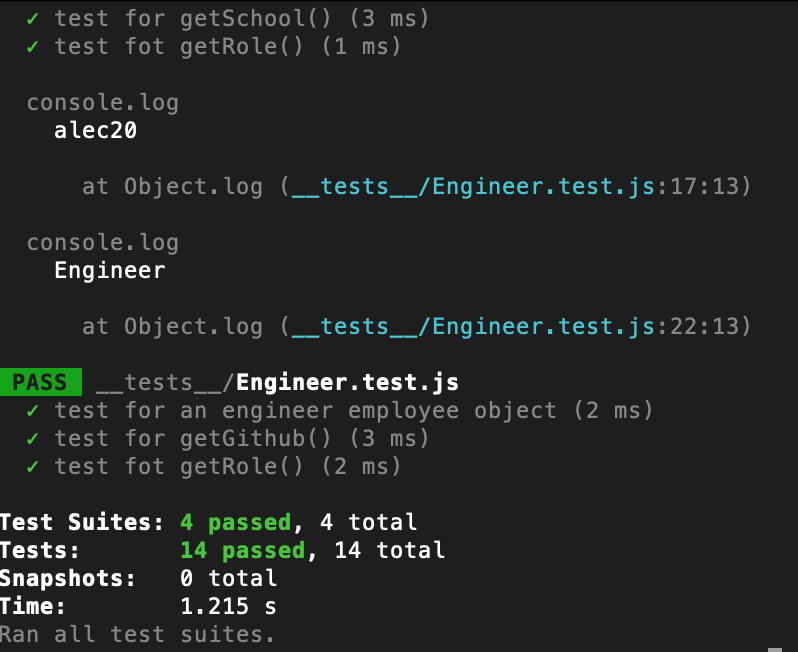 ✓ test for getSchool() (3 ms)
✓ test fot getRole() (1 ms)
console.log
alec20
at Object.log (__tests__/Engineer.test.js:17:13)
console.log
Engineer
at Object.log (__tests__/Engineer.test.js:22:13)
PASS __tests__/Engineer.test.js
✓ test for an engineer employee object (2 ms)
✓ test for getGithub() (3 ms)
✓ test fot getRole() (2 ms)
Test Suites: 4 passed, 4 total
Tests: 14 passed, 14 total
Snapshots: 0 total
Time: 1.215 s
Ran all test suites.